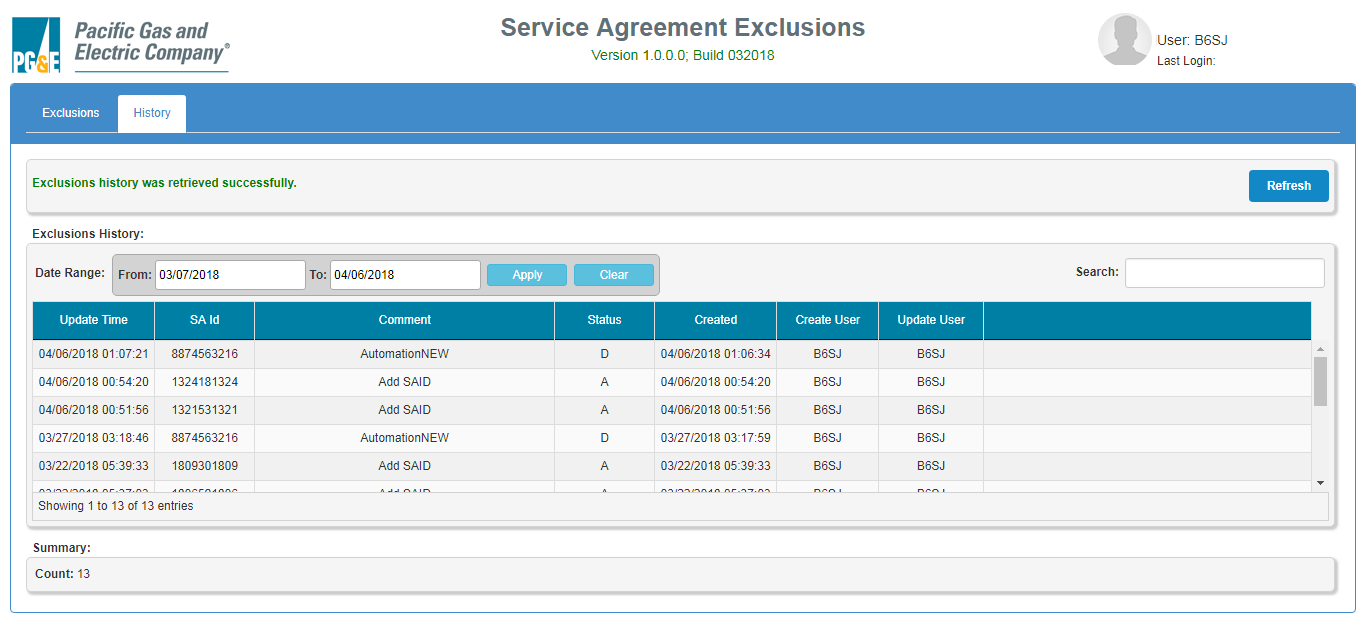 Pacific Gas and
Electric Company®
PG&E
Service Agreement Exclusions
Version 1.0.0.0; Build 032018
User: B6SJ
Last Login:
Exclusions History
Exclusions history was retrieved successfully. Refresh
Exclusions History:
Date Range: From: 03/07/2018 To: 04/06/2018 Apply Clear Search:
Update Time SA Id Comment Status Created Create User Update User
04/06/2018 01:07:21 8874563216 AutomationNEW D 04/06/2018 01:06:34 B6SJ B6SJ
04/06/2018 00:54:20 1324181324 Add SAID A 04/06/2018 00:54:20 B6SJ B6SJ
04/06/2018 00:51:56 1321531321 Add SAID A 04/06/2018 00:51:56 B6SJ B6SJ
03/27/2018 03:18:46 8874563216 AutomationNEW D 03/27/2018 03:17:59 B6SJ B6SJ
03/22/2018 05:39:33 1809301809 Add SAID A 03/22/2018 05:39:33 B6SJ B6SJ
Showing 1 to 13 of 13 entries
Summary:
Count: 13